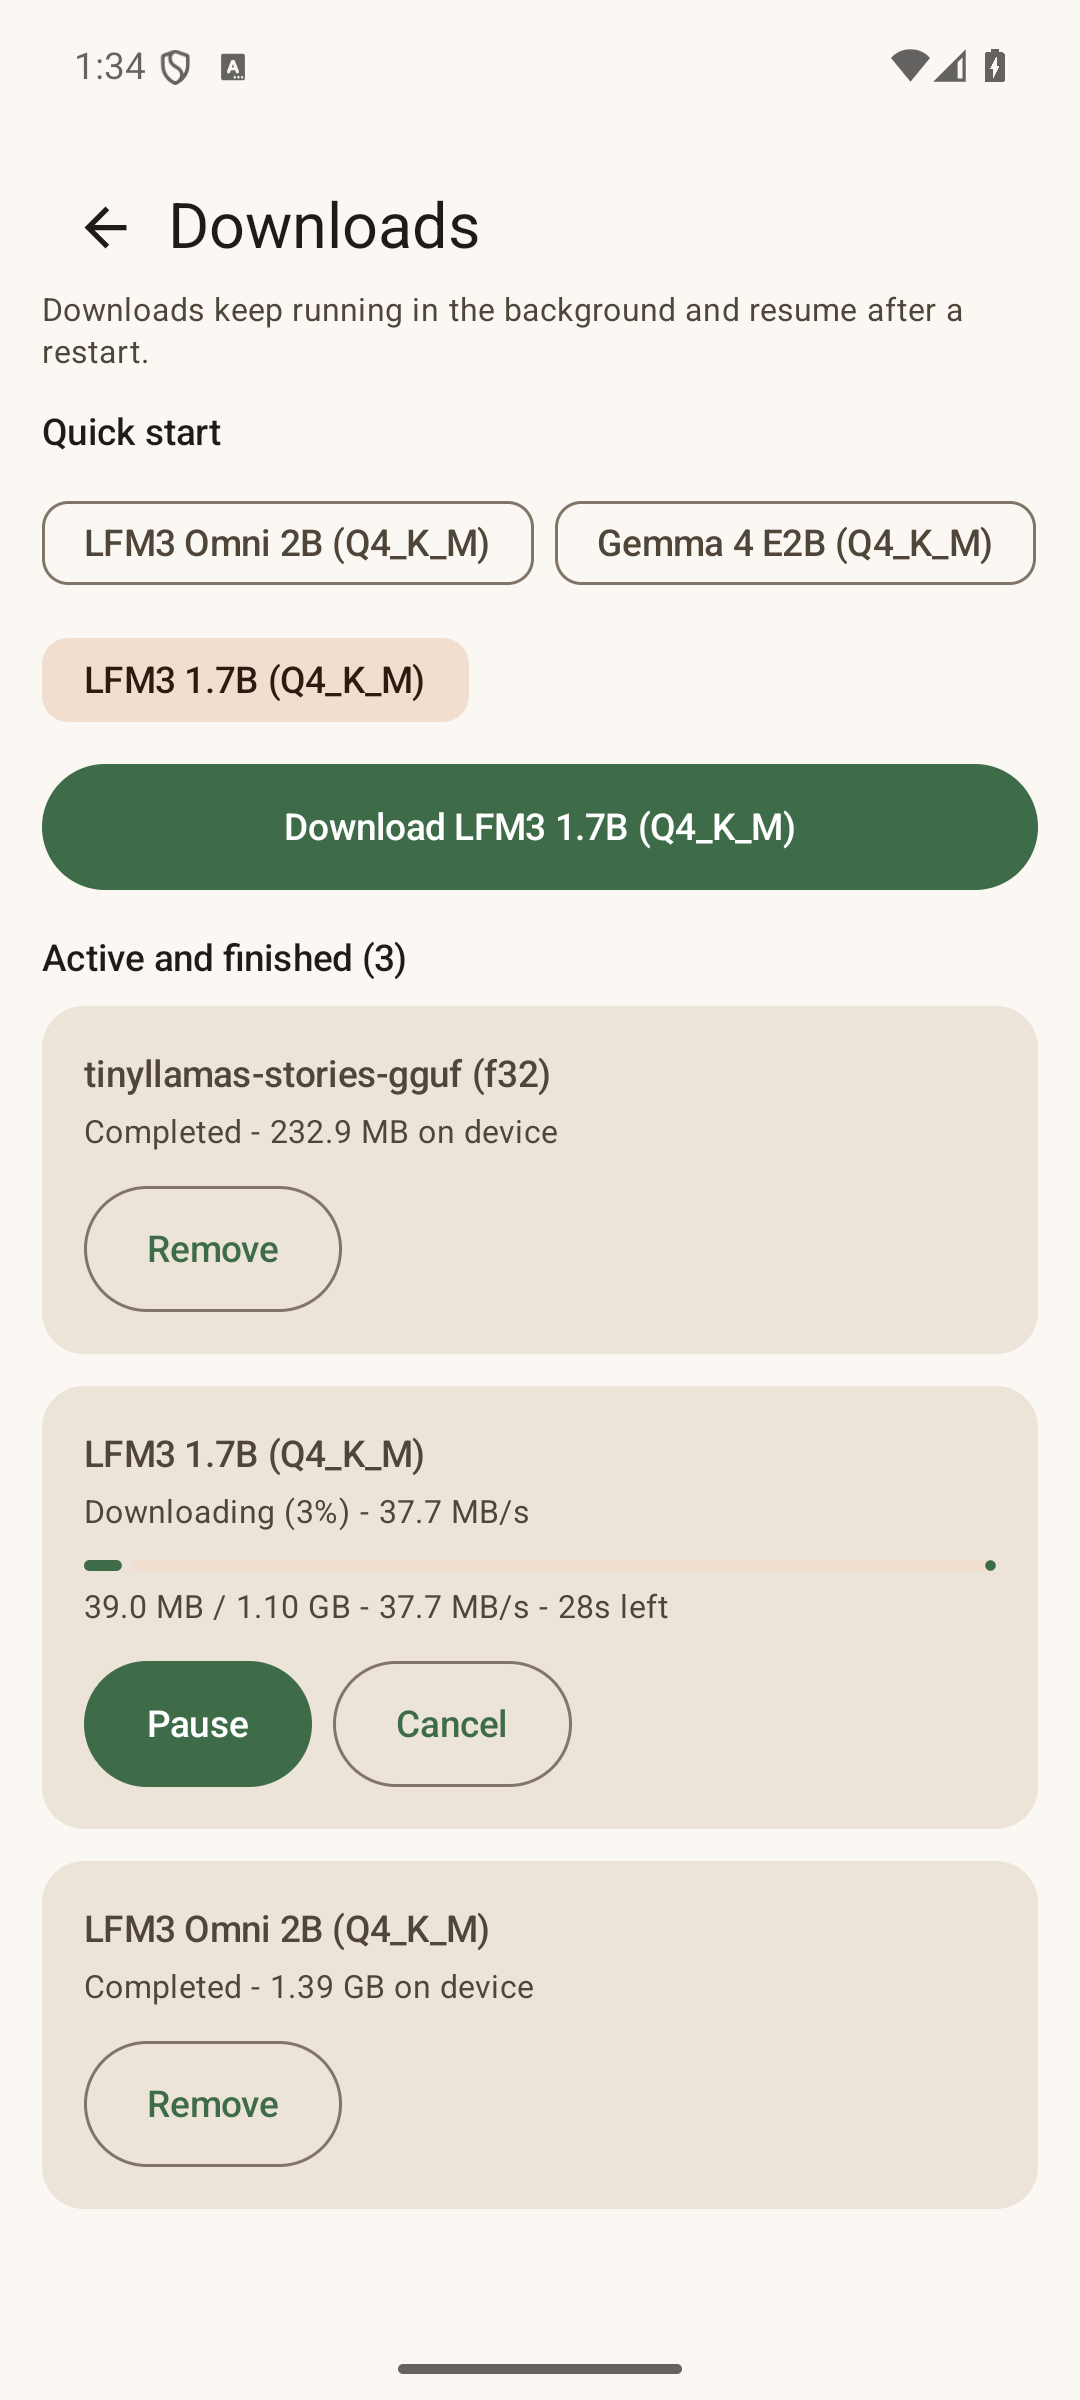 1:34
Downloads
Downloads keep running in the background and resume after a
restart.
Quick start
LFM3 Omni 2B (Q4_K_M)
Gemma 4 E2B (Q4_K_M)
LFM3 1.7B (Q4_K_M)
Download LFM3 1.7B (Q4_K_M)
Active and finished (3)
tinyllamas-stories-gguf (f32)
Completed - 232.9 MB on device
Remove
LFM3 1.7B (Q4_K_M)
Downloading (3%) - 37.7 MB/s
39.0 MB / 1.10 GB - 37.7 MB/s - 28s left
Pause
Cancel
LFM3 Omni 2B (Q4_K_M)
Completed - 1.39 GB on device
Remove